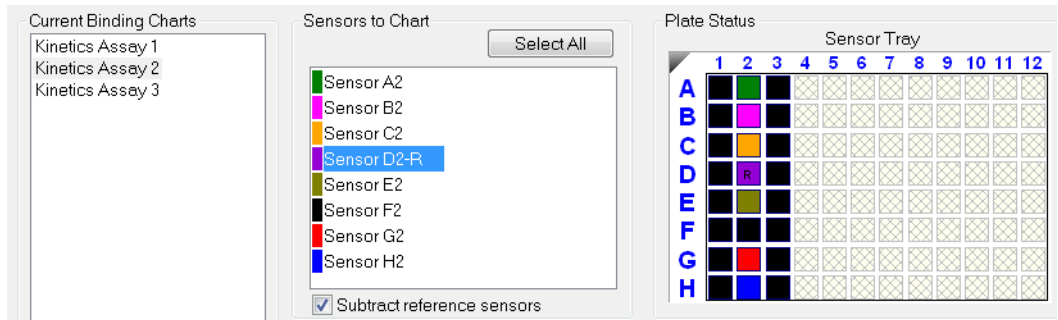 Current Binding Charts
Kinetics Assay 1
Kinetics Assay 2
Kinetics Assay 3
Sensors to Chart
Select All
Sensor A2
Sensor B2
Sensor C2
Sensor D2-R
Sensor E2
Sensor F2
Sensor G2
Sensor H2
Subtract reference sensors
Plate Status
Sensor Tray
1 2 3 4 5 6 7 8 9 10 11 12
A
B
C
D R
E
F
G
H